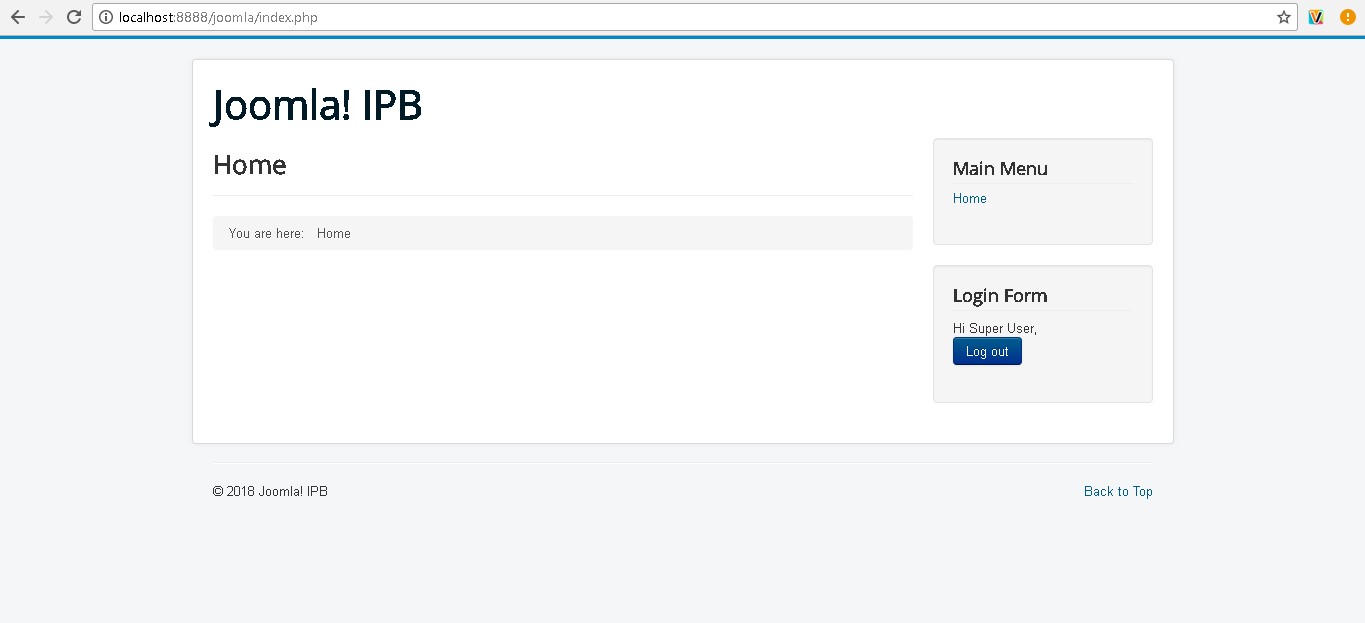 localhost:8888/joomla/index.php
Joomla! IPB
Home
You are here: Home
Main Menu
Home
Login Form
Hi Super User,
Log out
© 2018 Joomla! IPB
Back to Top